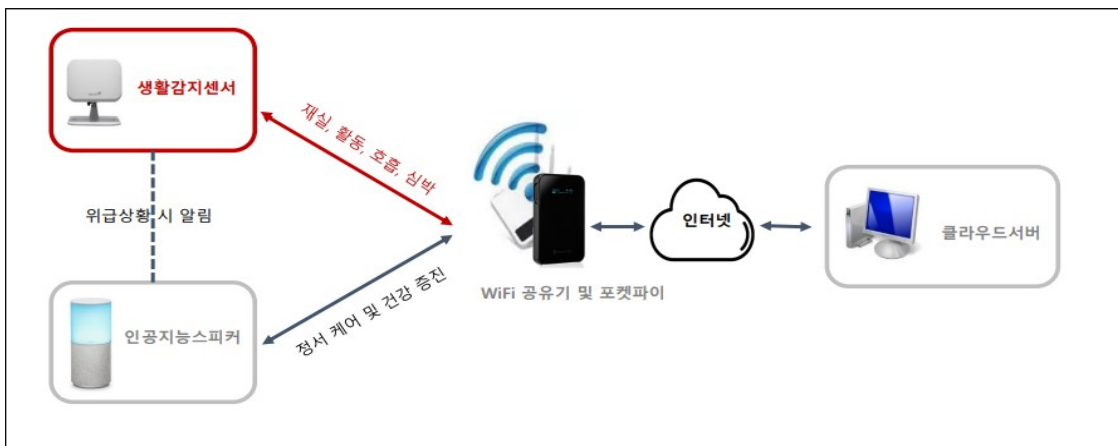 생활감지센서
재실, 활동, 호흡, 심박
위급상황 시 알림
인터넷
클라우드서버
WiFi 공유기 및 포켓파이
인공지능스피커
정서 케어 및 건강 증진